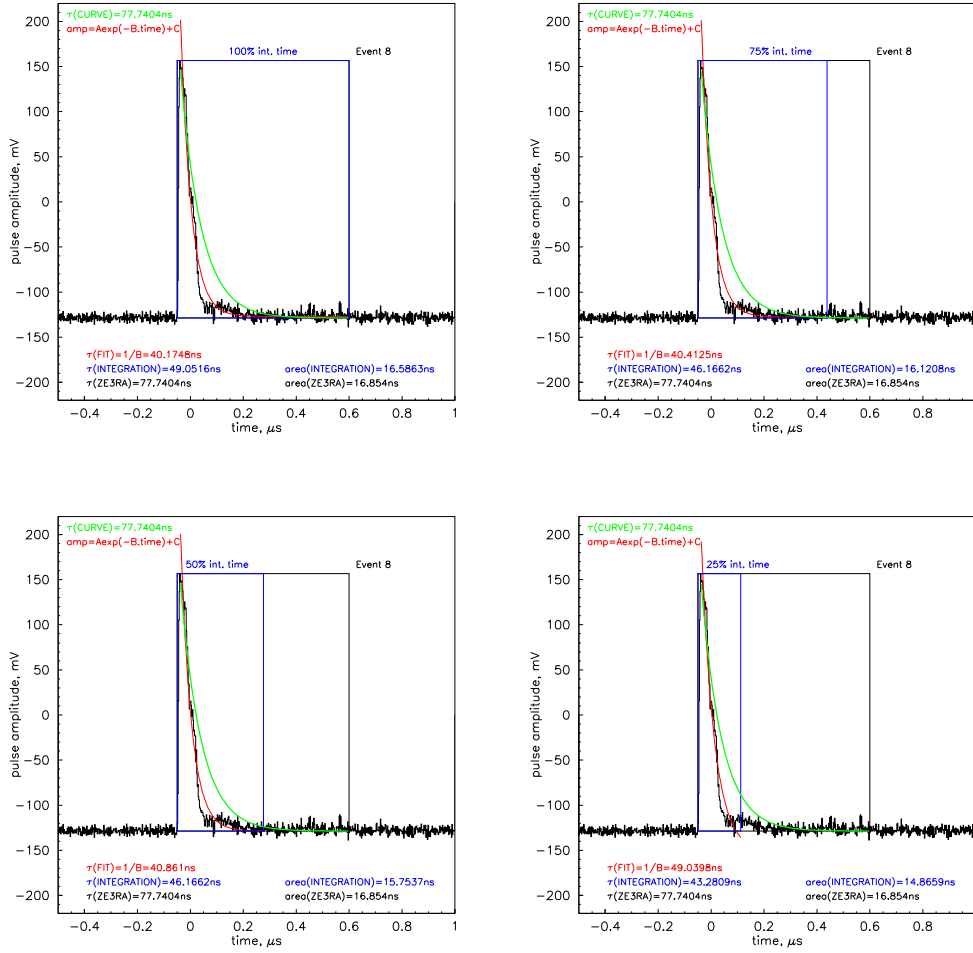 τ(CURVE)=77.7404ns
amp=Aexp(-B.time)+C
100% int. time
Event 8
200
150
100
50
0
-50
-100
-150
-200
pulse amplitude, mV
τ(FIT)=1/B=40.1748ns
τ(INTEGRATION)=49.0516ns area(INTEGRATION)=16.5863ns
τ(ZE3RA)=77.7404ns area(ZE3RA)=16.854ns
-0.4 -0.2 0 0.2 0.4 0.6 0.8 1
time, μs
τ(CURVE)=77.7404ns
amp=Aexp(-B.time)+C
75% int. time
Event 8
200
150
100
50
0
-50
-100
-150
-200
pulse amplitude, mV
τ(FIT)=1/B=40.4125ns
τ(INTEGRATION)=46.1662ns area(INTEGRATION)=16.1208ns
τ(ZE3RA)=77.7404ns area(ZE3RA)=16.854ns
-0.4 -0.2 0 0.2 0.4 0.6 0.8
time, μs
τ(CURVE)=77.7404ns
amp=Aexp(-B.time)+C
50% int. time
Event 8
200
150
100
50
0
-50
-100
-150
-200
pulse amplitude, mV
τ(FIT)=1/B=40.861ns
τ(INTEGRATION)=46.1662ns area(INTEGRATION)=15.7537ns
τ(ZE3RA)=77.7404ns area(ZE3RA)=16.854ns
-0.4 -0.2 0 0.2 0.4 0.6 0.8 1
time, μs
τ(CURVE)=77.7404ns
amp=Aexp(-B.time)+C
25% int. time
Event 8
200
150
100
50
0
-50
-100
-150
-200
pulse amplitude, mV
τ(FIT)=1/B=49.0398ns
τ(INTEGRATION)=43.2809ns area(INTEGRATION)=14.8659ns
τ(ZE3RA)=77.7404ns area(ZE3RA)=16.854ns
-0.4 -0.2 0 0.2 0.4 0.6 0.8
time, μs